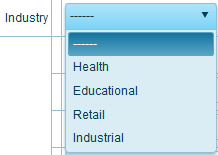 Industry ------
------
Health
Educational
Retail
Industrial